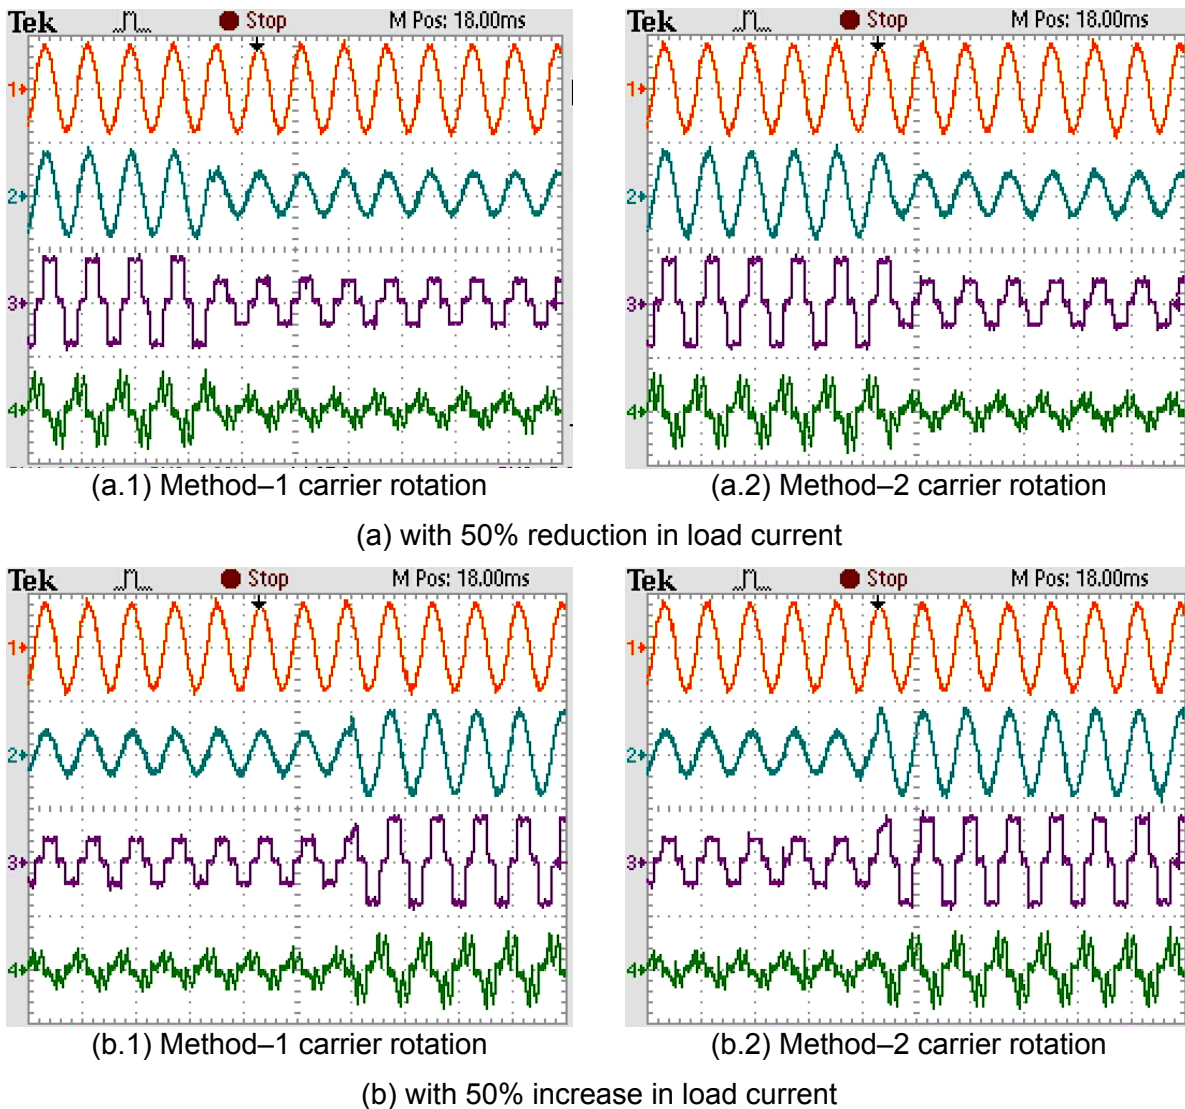 Tek Stop M Pos: 18.00ms
1
2
3
4
(a.1) Method–1 carrier rotation
Tek Stop M Pos: 18.00ms
1
2
3
4
(a.2) Method–2 carrier rotation
(a) with 50% reduction in load current
Tek Stop M Pos: 18.00ms
1
2
3
4
(b.1) Method–1 carrier rotation
Tek Stop M Pos: 18.00ms
1
2
3
4
(b.2) Method–2 carrier rotation
(b) with 50% increase in load current